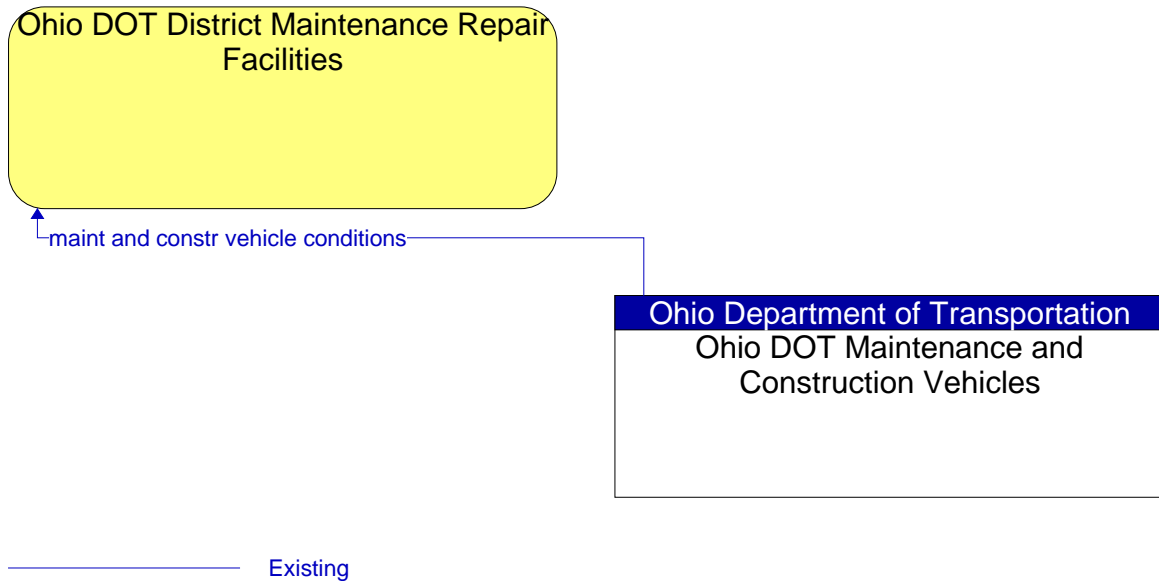 Ohio DOT District Maintenance Repair
Facilities
maint and constr vehicle conditions
Ohio Department of Transportation
Ohio DOT Maintenance and
Construction Vehicles
Existing